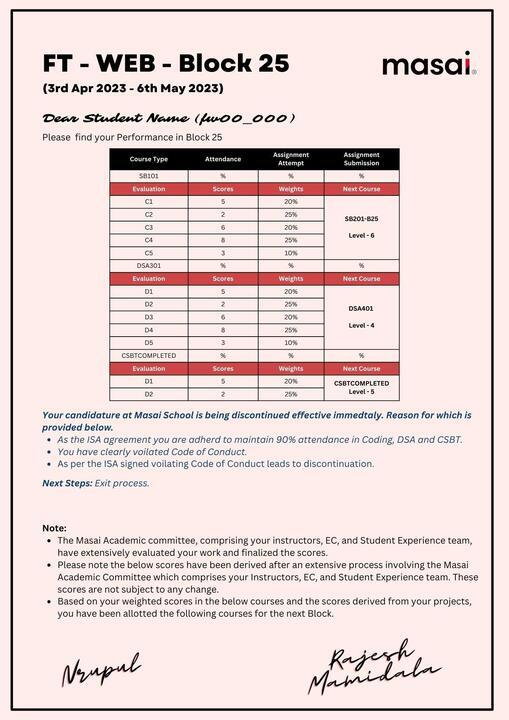 FT - WEB - Block 25
masai
(3rd Apr 2023 - 6th May 2023)
Dear Student Name (fw00_000)
Please find your Performance in Block 25
Course Type Attendance Assignment Attempt Assignment Submission
SB101 % % %
Evaluation Scores Weights Next Course
C1 5 20%
C2 2 25%
C3 6 20%
C4 8 25%
C5 3 10%
SB201-B25
Level - 6
DSA301 % % %
Evaluation Scores Weights Next Course
D1 5 20%
D2 2 25%
D3 6 20%
D4 8 25%
D5 3 10%
DSA401
Level - 4
CSBTCOMPLETED % % %
Evaluation Scores Weights Next Course
D1 5 20%
D2 2 25%
CSBTCOMPLETED
Level - 5
Your candidature at Masai School is being discontinued effective immedtaly. Reason for which is
provided below.
• As the ISA agreement you are adherd to maintain 90% attendance in Coding, DSA and CSBT.
• You have clearly voilated Code of Conduct.
• As per the ISA signed voilating Code of Conduct leads to discontinuation.
Next Steps: Exit process.
Note:
• The Masai Academic committee, comprising your instructors, EC, and Student Experience team,
have extensively evaluated your work and finalized the scores.
• Please note the below scores have been derived after an extensive process involving the Masai
Academic Committee which comprises your Instructors, EC, and Student Experience team. These
scores are not subject to any change.
• Based on your weighted scores in the below courses and the scores derived from your projects,
you have been allotted the following courses for the next Block.
Nrupul
Rajesh
Mamidala